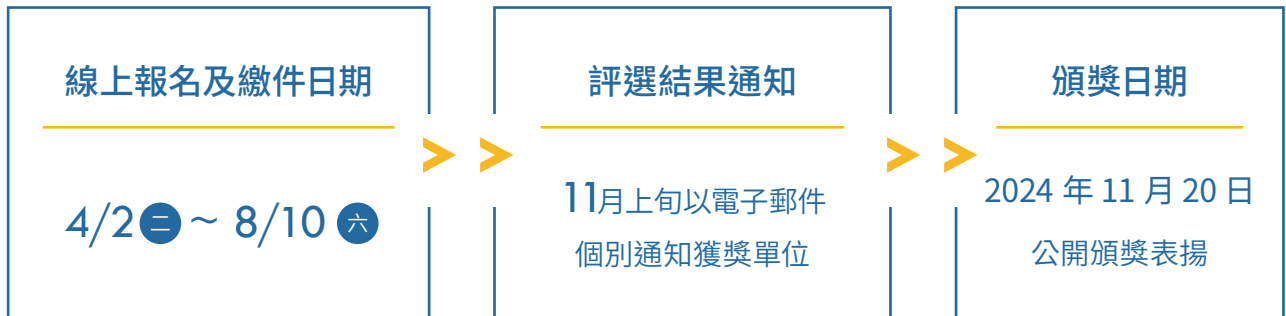 線上報名及繳件日期
4/2 二 ~ 8/10 六
評選結果通知
11月上旬以電子郵件
個別通知獲獎單位
頒獎日期
2024 年 11 月 20 日
公開頒獎表揚